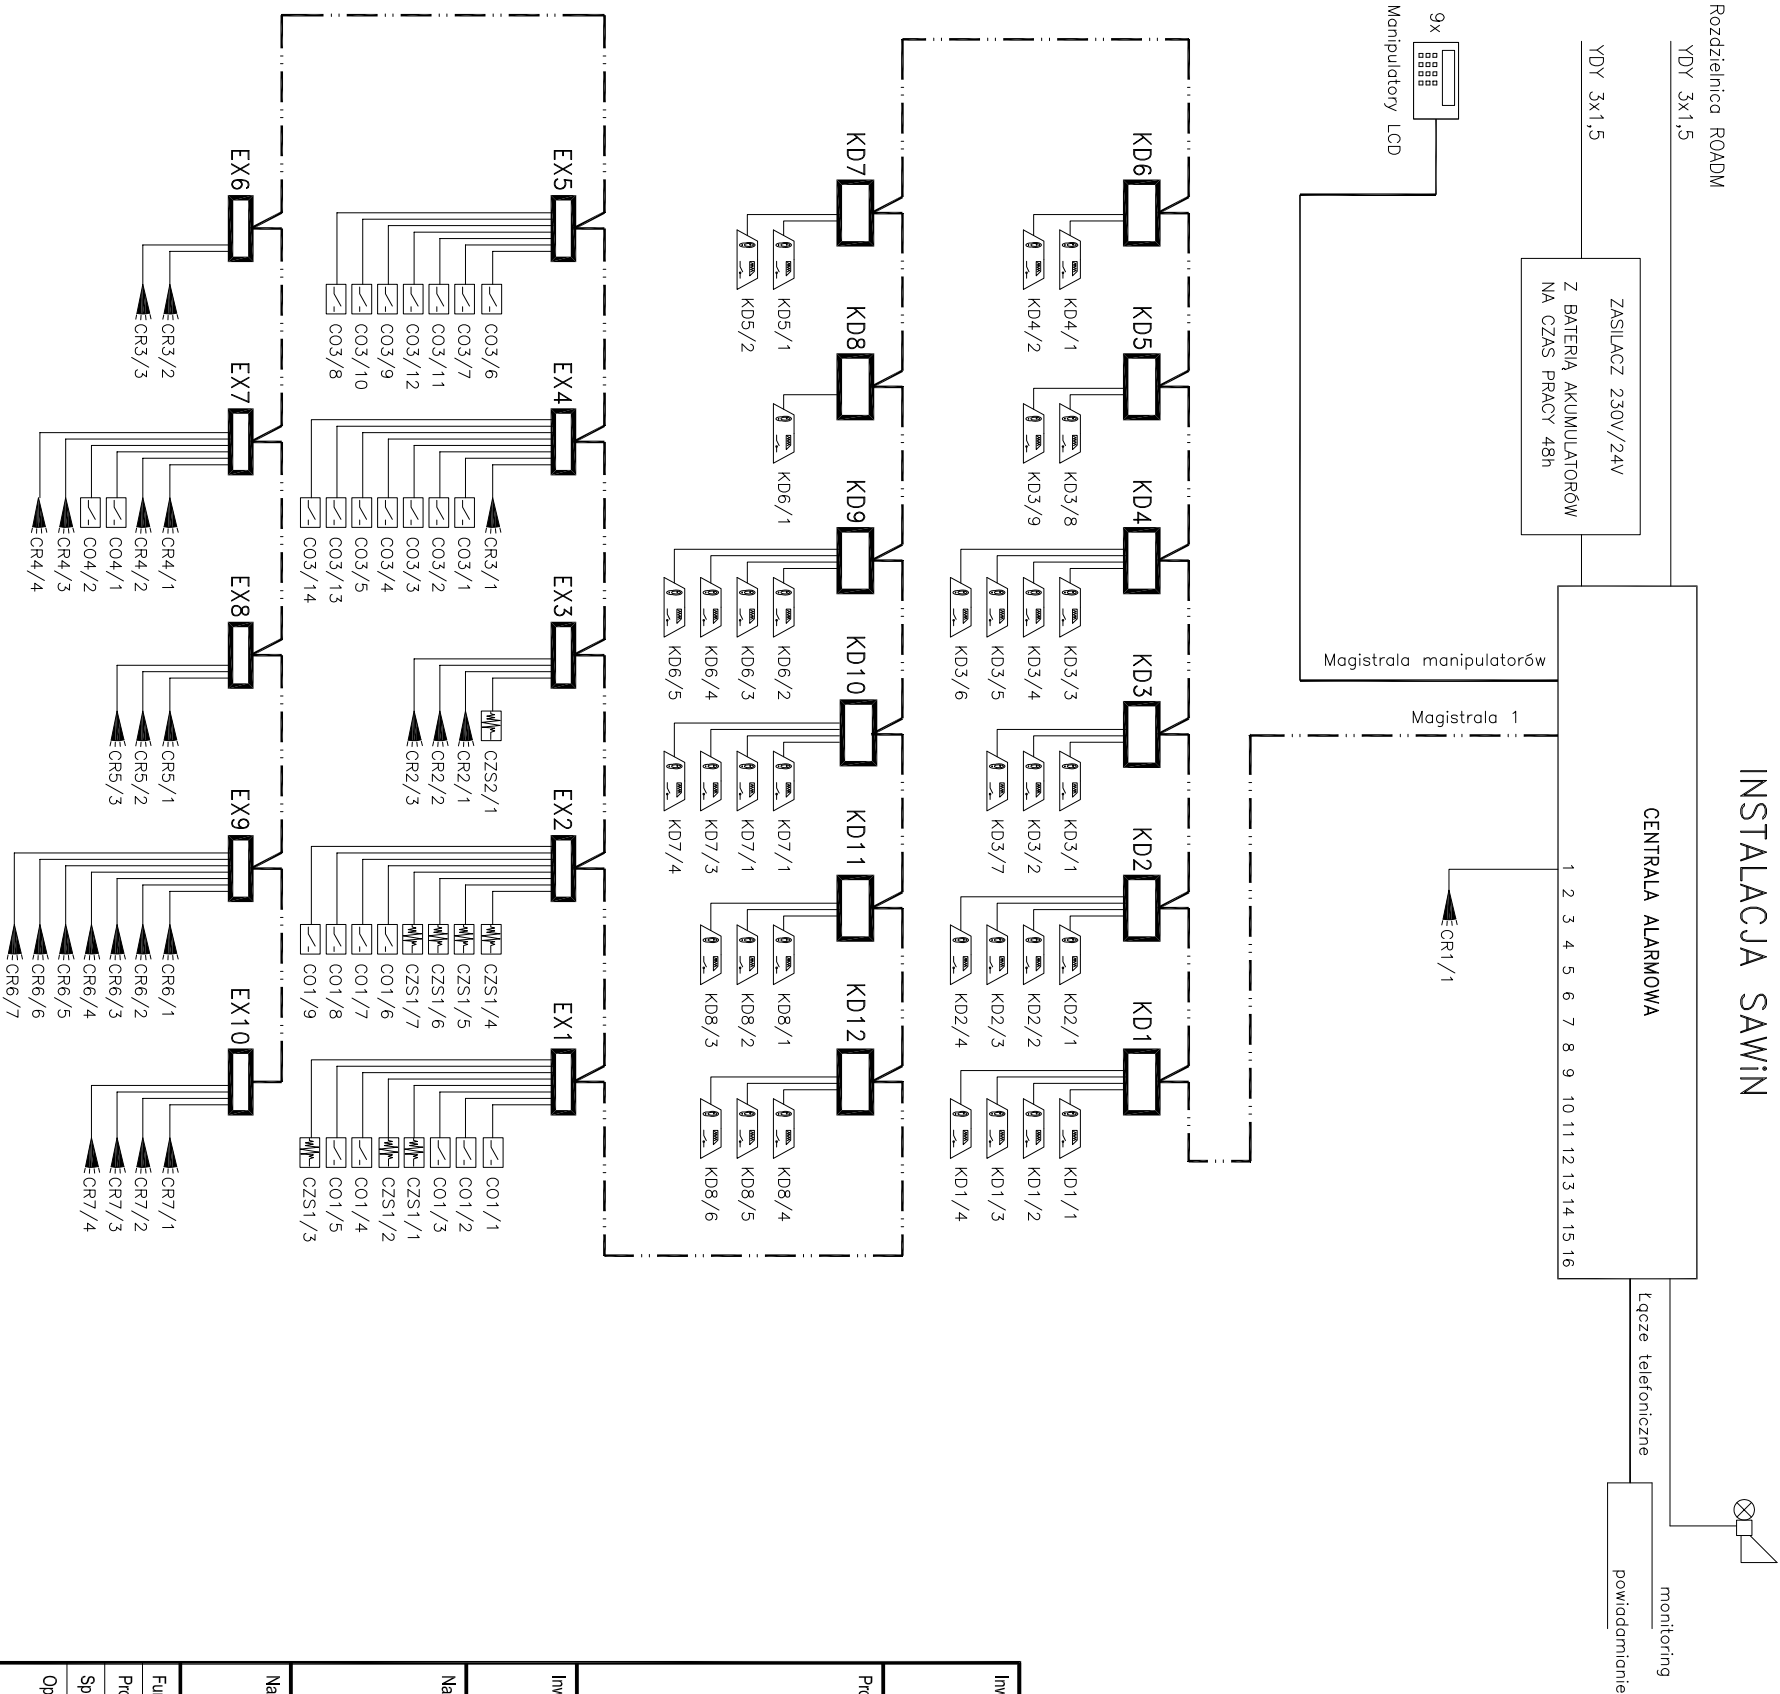 INSTALACJA SAWiN
Rozdzielnica ROADM
YDY 3x1,5
YDY 3x1,5
ZASILACZ 230V/24V
Z BATERIĄ AKUMULATORÓW
NA CZAS PRACY 48h
CENTRALA ALARMOWA
1 2 3 4 5 6 7 8 9 10 11 12 13 14 15 16
Łącze telefoniczne
monitoring
powiadamianie
9x
Manipulatory LCD
Magistrala manipulatorów
Magistrala 1
CR1/1
KD6
KD4/1
KD4/2
KD5
KD3/8
KD3/9
KD4
KD3/3
KD3/4
KD3/5
KD3/6
KD3
KD3/1
KD3/2
KD3/7
KD2
KD2/1
KD2/2
KD2/3
KD2/4
KD1
KD1/1
KD1/2
KD1/3
KD1/4
KD7
KD5/1
KD5/2
KD8
KD6/1
KD9
KD6/2
KD6/3
KD6/4
KD6/5
KD10
KD7/1
KD7/1
KD7/3
KD7/4
KD11
KD8/1
KD8/2
KD8/3
KD12
KD8/4
KD8/5
KD8/6
EX5
CO3/6
CO3/7
CO3/11
CO3/12
CO3/9
CO3/10
CO3/8
EX4
CR3/1
CO3/1
CO3/2
CO3/3
CO3/4
CO3/5
CO3/13
CO3/14
EX3
CZS2/1
CR2/1
CR2/2
CR2/3
EX2
CZS1/4
CZS1/5
CZS1/6
CZS1/7
CO1/6
CO1/7
CO1/8
CO1/9
EX1
CO1/1
CO1/2
CO1/3
CZS1/1
CZS1/2
CO1/4
CO1/5
CZS1/3
EX6
CR3/2
CR3/3
EX7
CR4/1
CR4/2
CO4/1
CO4/2
CR4/3
CR4/4
EX8
CR5/1
CR5/2
CR5/3
EX9
CR6/1
CR6/2
CR6/3
CR6/4
CR6/5
CR6/6
CR6/7
EX10
CR7/1
CR7/2
CR7/3
CR7/4
Inw
Pro
Inw
Na
Na
Fu
Pro
Sp
Op